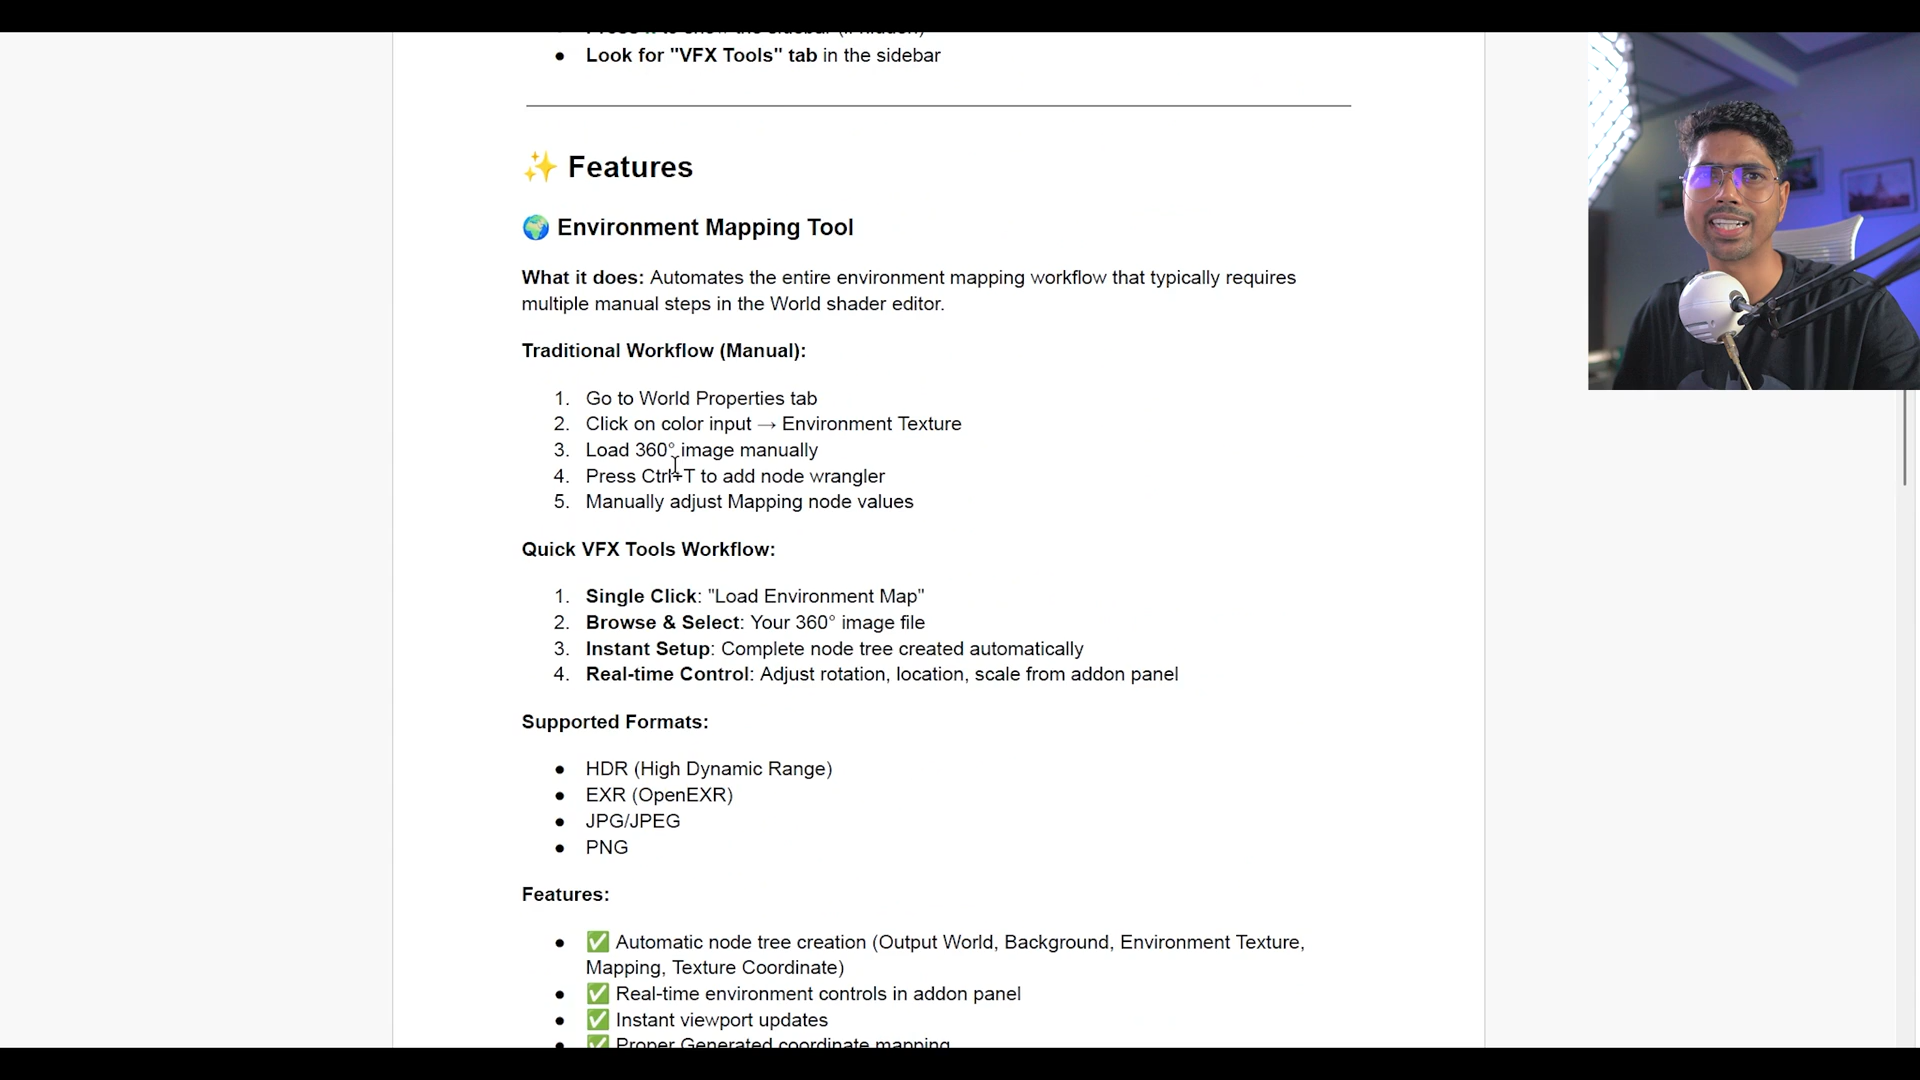 Look for "VFX Tools" tab in the sidebar
✨ Features
🌍 Environment Mapping Tool
What it does: Automates the entire environment mapping workflow that typically requires
multiple manual steps in the World shader editor.
Traditional Workflow (Manual):
1. Go to World Properties tab
2. Click on color input → Environment Texture
3. Load 360° image manually
4. Press Ctrl+T to add node wrangler
5. Manually adjust Mapping node values
Quick VFX Tools Workflow:
1. Single Click: "Load Environment Map"
2. Browse & Select: Your 360° image file
3. Instant Setup: Complete node tree created automatically
4. Real-time Control: Adjust rotation, location, scale from addon panel
Supported Formats:
● HDR (High Dynamic Range)
● EXR (OpenEXR)
● JPG/JPEG
● PNG
Features:
● ✅ Automatic node tree creation (Output World, Background, Environment Texture,
Mapping, Texture Coordinate)
● ✅ Real-time environment controls in addon panel
● ✅ Instant viewport updates
● ✅ Proper Generated coordinate mapping